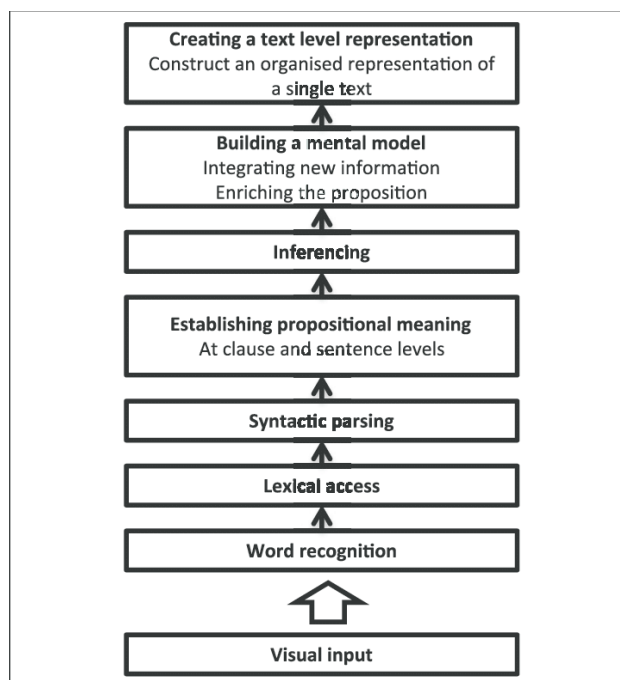 Creating a text level representation
Construct an organised representation of
a single text
Building a mental model
Integrating new information
Enriching the proposition
Inferencing
Establishing propositional meaning
At clause and sentence levels
Syntactic parsing
Lexical access
Word recognition
Visual input